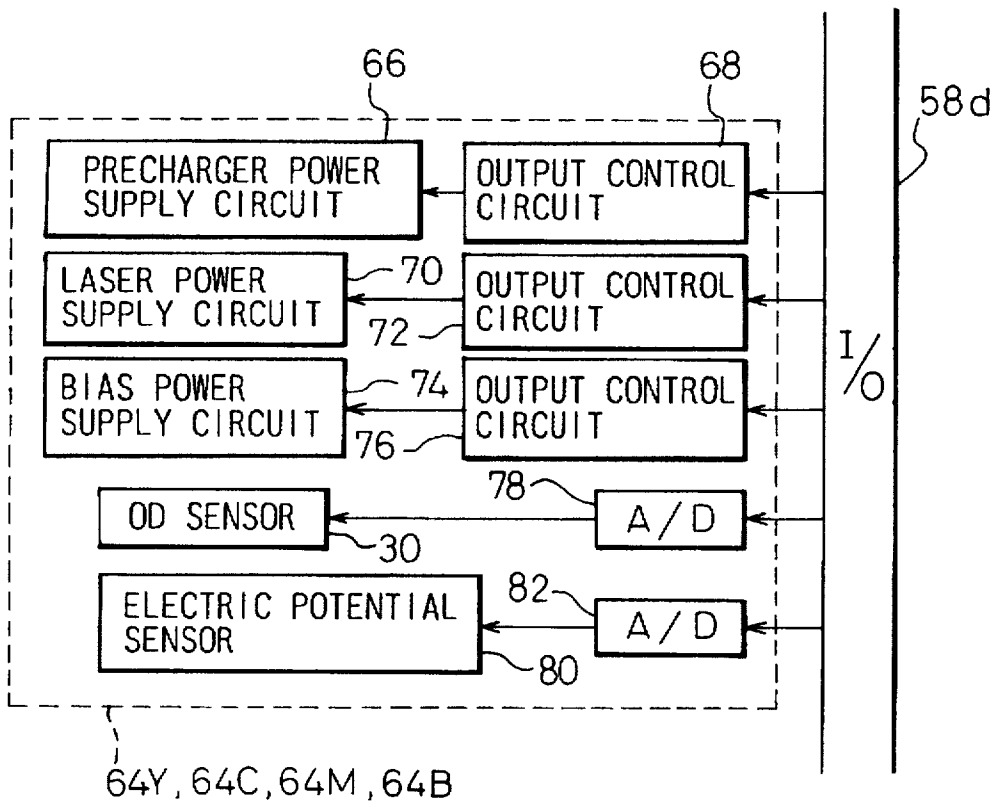 66
68
58d
PRECHARGER POWER
SUPPLY CIRCUIT
OUTPUT CONTROL
CIRCUIT
LASER POWER
SUPPLY CIRCUIT
70
72
OUTPUT CONTROL
CIRCUIT
I/O
BIAS POWER
SUPPLY CIRCUIT
74
76
OUTPUT CONTROL
CIRCUIT
78
OD SENSOR
30
A/D
ELECTRIC POTENTIAL
SENSOR
80
82
A/D
64Y, 64C, 64M, 64B